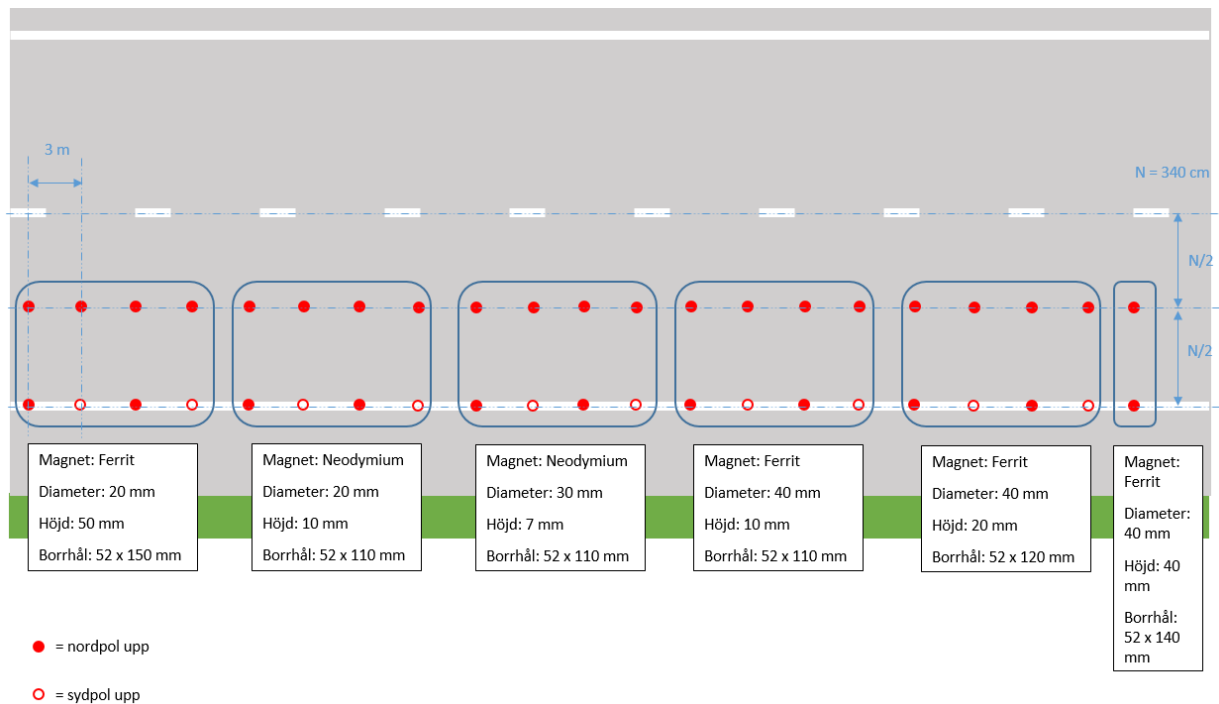 3 m
N = 340 cm
N/2
N/2
Magnet: Ferrit
Diameter: 20 mm
Höjd: 50 mm
Borrhål: 52 x 150 mm
Magnet: Neodymium
Diameter: 20 mm
Höjd: 10 mm
Borrhål: 52 x 110 mm
Magnet: Neodymium
Diameter: 30 mm
Höjd: 7 mm
Borrhål: 52 x 110 mm
Magnet: Ferrit
Diameter: 40 mm
Höjd: 10 mm
Borrhål: 52 x 110 mm
Magnet: Ferrit
Diameter: 40 mm
Höjd: 20 mm
Borrhål: 52 x 120 mm
Magnet:
Ferrit
Diameter:
40 mm
Höjd: 40
mm
Borrhål:
52 x 140
mm
= nordpol upp
= sydpol upp